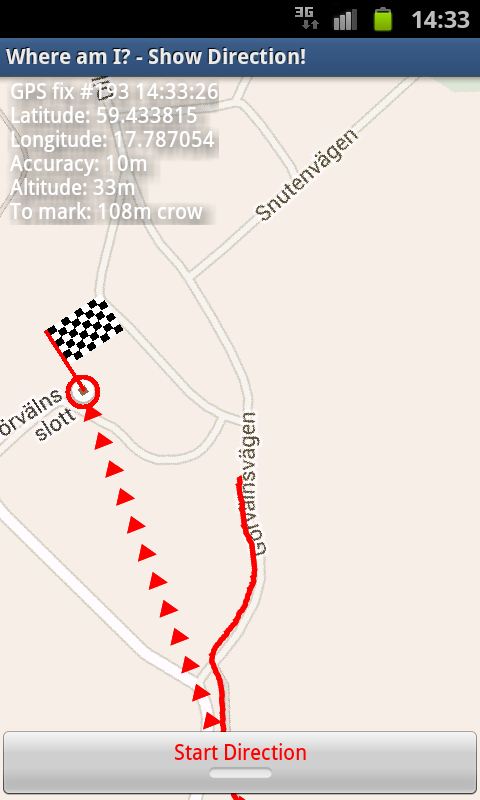 3G 14:33
Where am I? - Show Direction!
GPS fix #193 14:33:26
Latitude: 59.433815
Longitude: 17.787054
Accuracy: 10m
Altitude: 33m
To mark: 108m crow
Snutenvägen
örvälns
slott
Görvälnsvägen
Start Direction